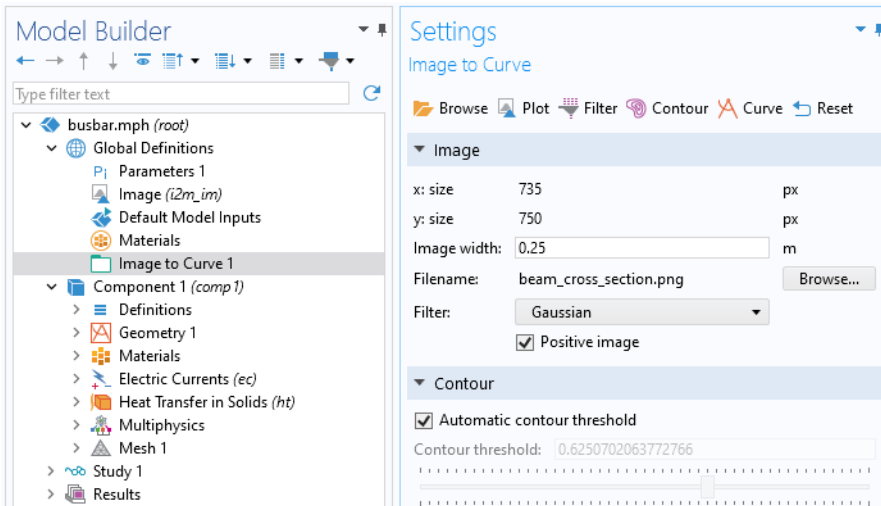 Model Builder
Type filter text
busbar.mph (root)
Global Definitions
Pi Parameters 1
Image (i2m_im)
Default Model Inputs
Materials
Image to Curve 1
Component 1 (comp1)
Definitions
Geometry 1
Materials
Electric Currents (ec)
Heat Transfer in Solids (ht)
Multiphysics
Mesh 1
Study 1
Results
Settings
Image to Curve
Browse Plot Filter Contour Curve Reset
Image
x: size 735 px
y: size 750 px
Image width: 0.25 m
Filename: beam_cross_section.png Browse...
Filter: Gaussian
Positive image
Contour
Automatic contour threshold
Contour threshold: 0.6250702063772766